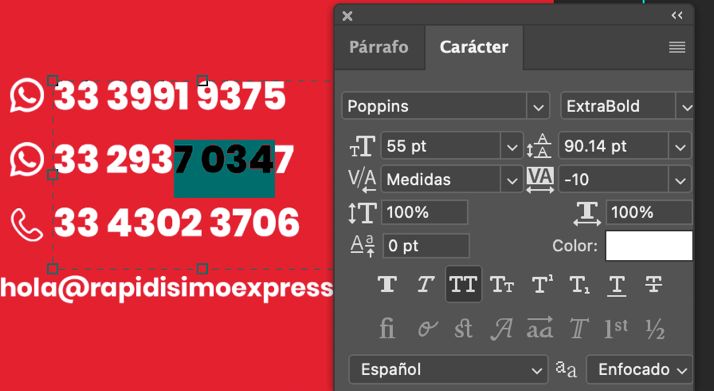 Párrafo Carácter
33 3991 9375
33 2937 0347
33 4302 3706
hola@rapidisimoexpress
Poppins ExtraBold
55 pt 90.14 pt
Medidas -10
100% 100%
0 pt Color:
T T TT Tt T¹ T₁ T T
fi o st A aa T 1st ½
Español aa Enfocado